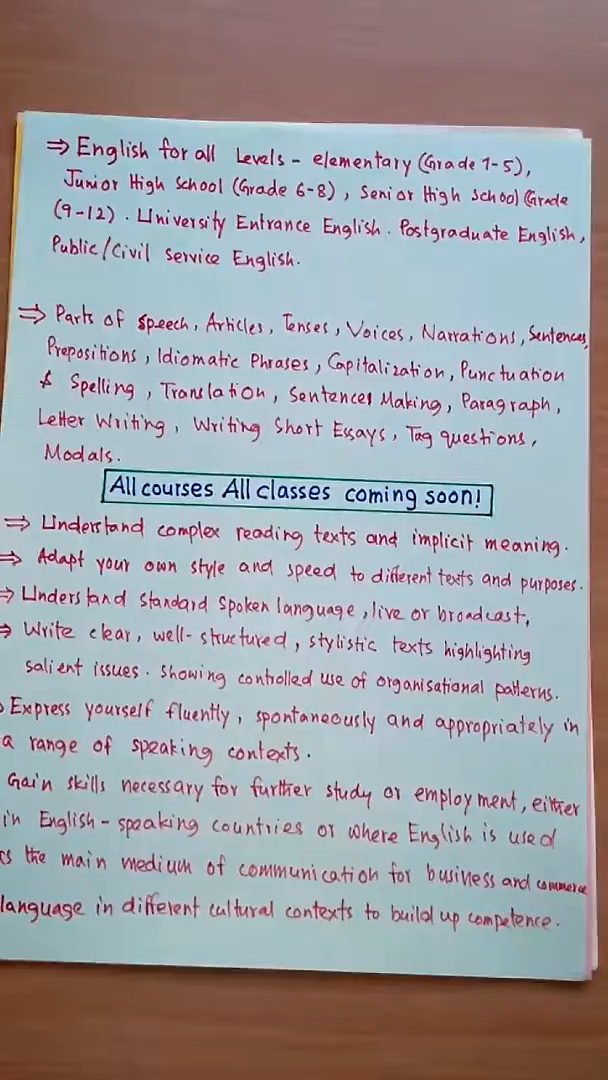 ⇒ English for all Levels - elementary (Grade 1-5),
Junior High School (Grade 6-8), Senior High School (Grade
(9-12). University Entrance English. Postgraduate English,
Public/Civil Service English.
⇒ Parts of Speech, Articles, Tenses, Voices, Narrations, Sentences,
Prepositions, Idiomatic Phrases, Capitalization, Punctuation
& Spelling, Translation, Sentences Making, Paragraph,
Letter Writing, Writing Short Essays, Tag questions,
Modals.
All courses All classes coming soon!
⇒ Understand complex reading texts and implicit meaning.
⇒ Adapt your own style and speed to different texts and purposes.
⇒ Understand Standard Spoken language, live or broadcast,
⇒ Write clear, well-structured, stylistic texts highlighting
salient issues. showing controlled use of organisational patterns.
Express yourself fluently, spontaneously and appropriately in
a range of speaking contexts.
Gain skills necessary for further study or employment, either
in English-speaking countries or where English is used
the main medium of communication for business and commerce
language in different cultural contexts to build up competence.